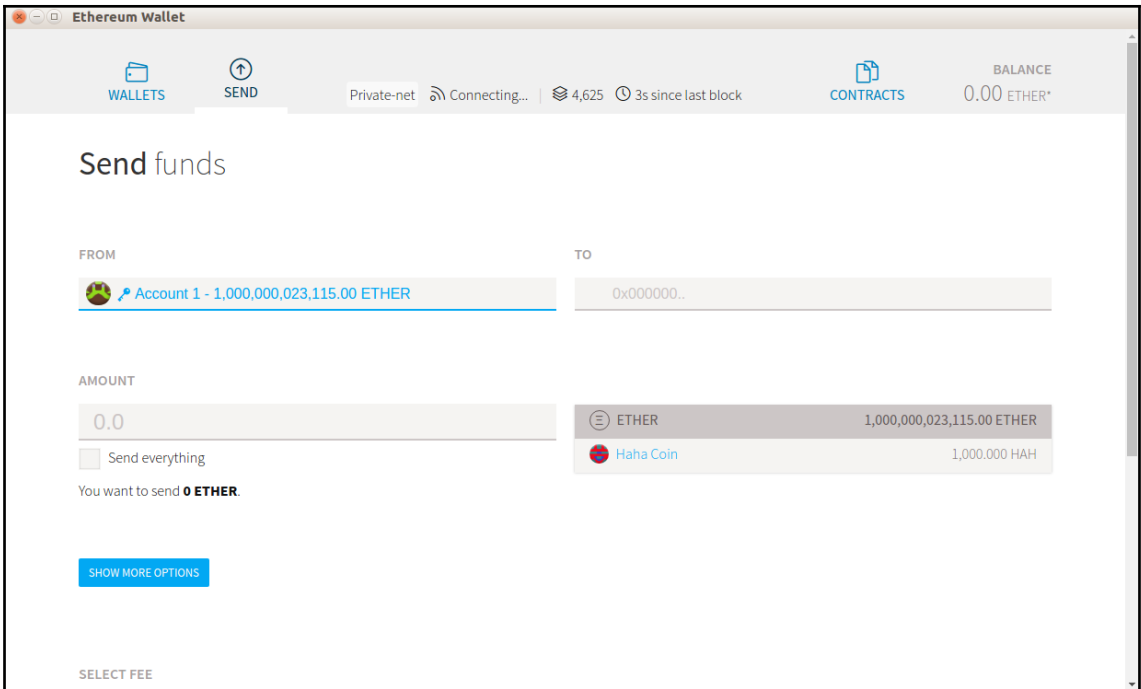 Ethereum Wallet
WALLETS
SEND
Private-net Connecting... 4,625 3s since last block
CONTRACTS
BALANCE
0.00 ETHER*
Send funds
FROM
TO
Account 1 - 1,000,000,023,115.00 ETHER
0x000000..
AMOUNT
0.0
ETHER 1,000,000,023,115.00 ETHER
Send everything
Haha Coin 1,000.000 HAH
You want to send 0 ETHER.
SHOW MORE OPTIONS
SELECT FEE